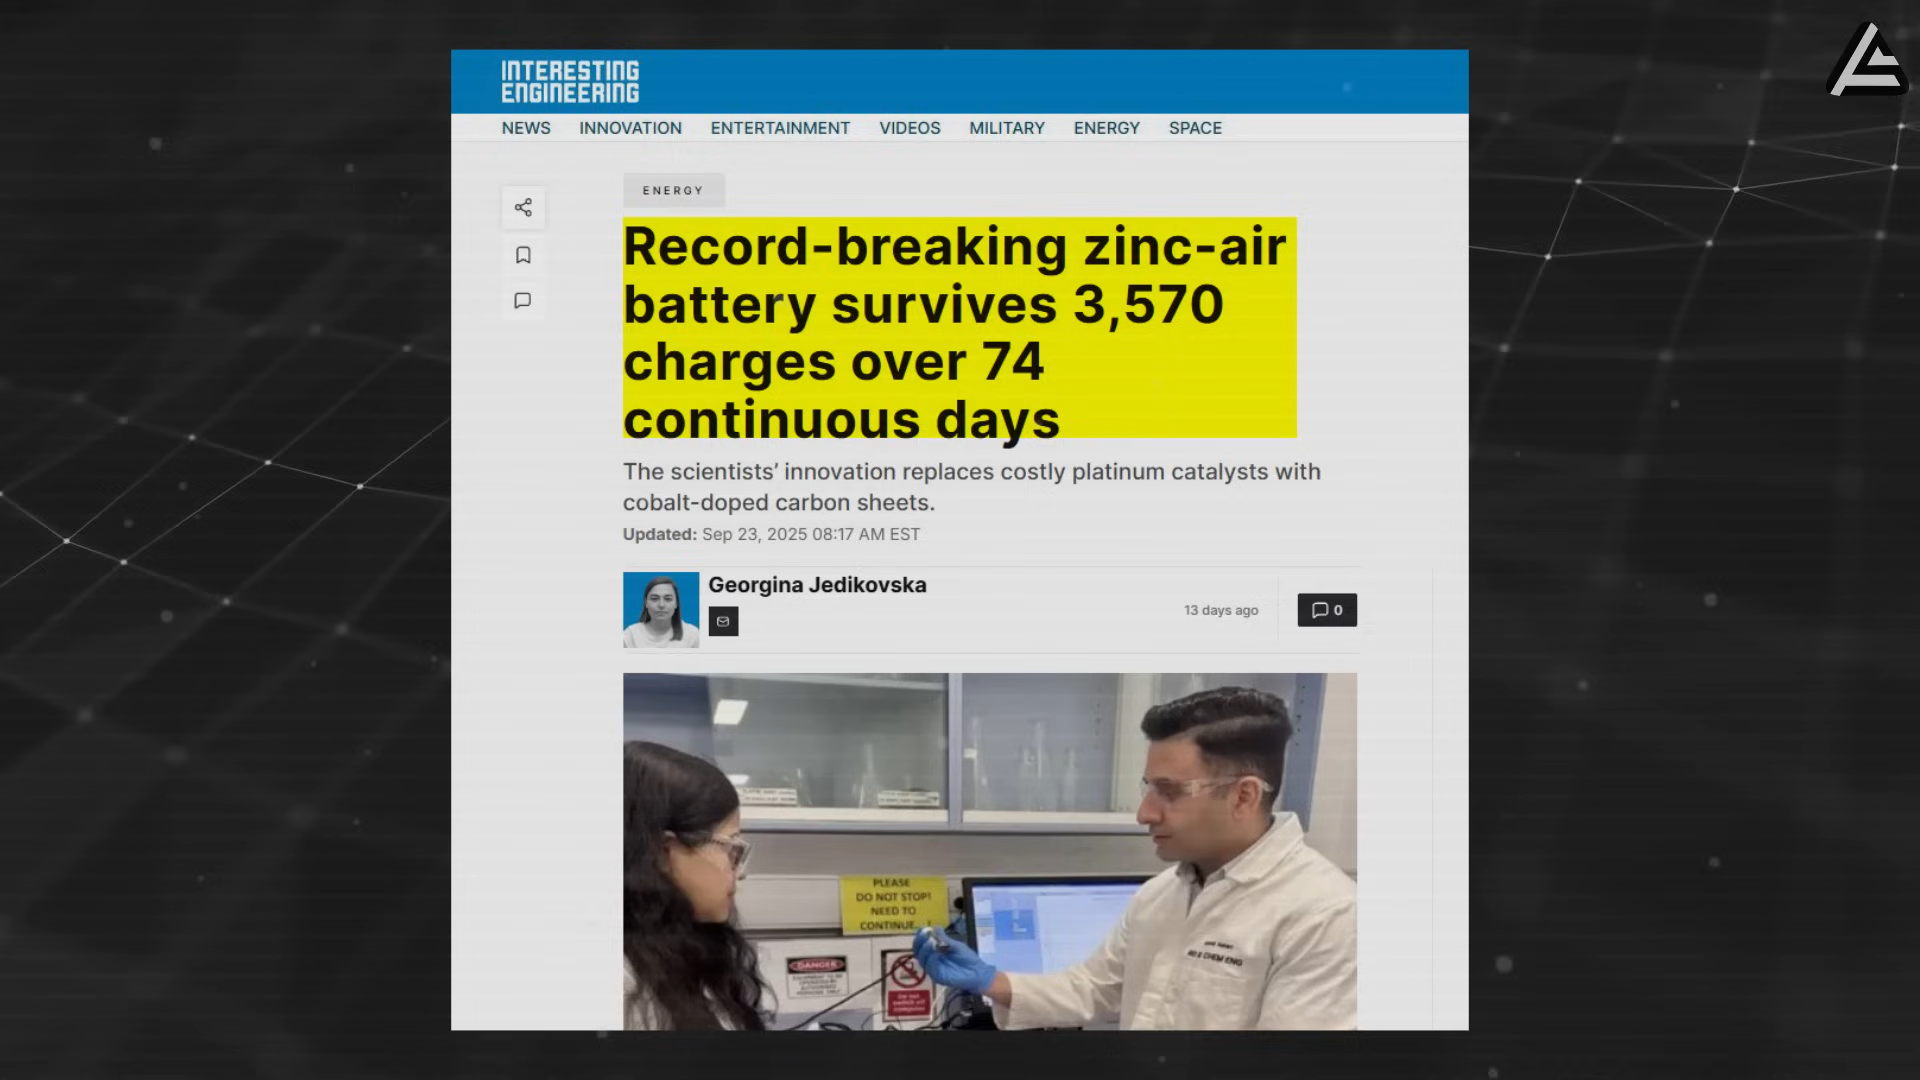 INTERESTING
ENGINEERING
NEWS INNOVATION ENTERTAINMENT VIDEOS MILITARY ENERGY SPACE
ENERGY
Record-breaking zinc-air
battery survives 3,570
charges over 74
continuous days
The scientists’ innovation replaces costly platinum catalysts with
cobalt-doped carbon sheets.
Updated: Sep 23, 2025 08:17 AM EST
Georgina Jedikovska
13 days ago
0
PLEASE
DO NOT STOP!
NEED TO
CONTINUE
DANGER